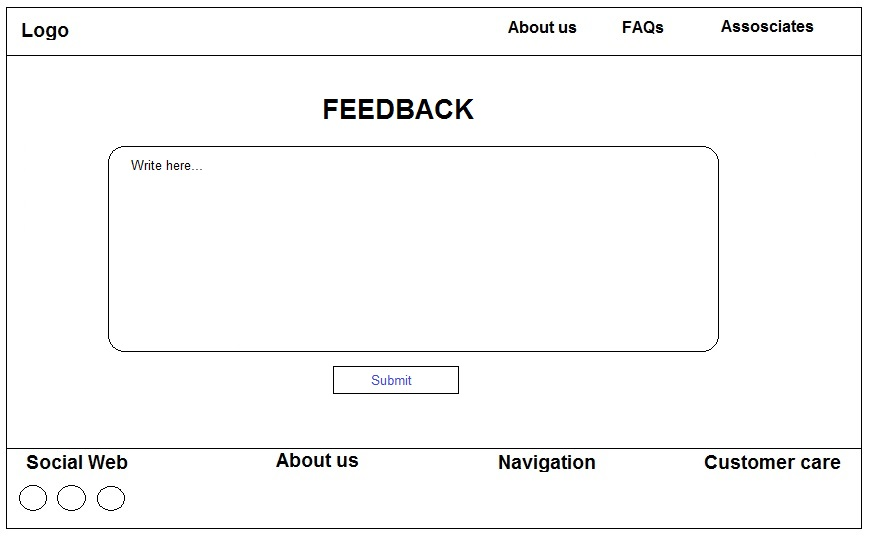 Logo
About us
FAQs
Assosciates
FEEDBACK
Write here...
Submit
Social Web
About us
Navigation
Customer care